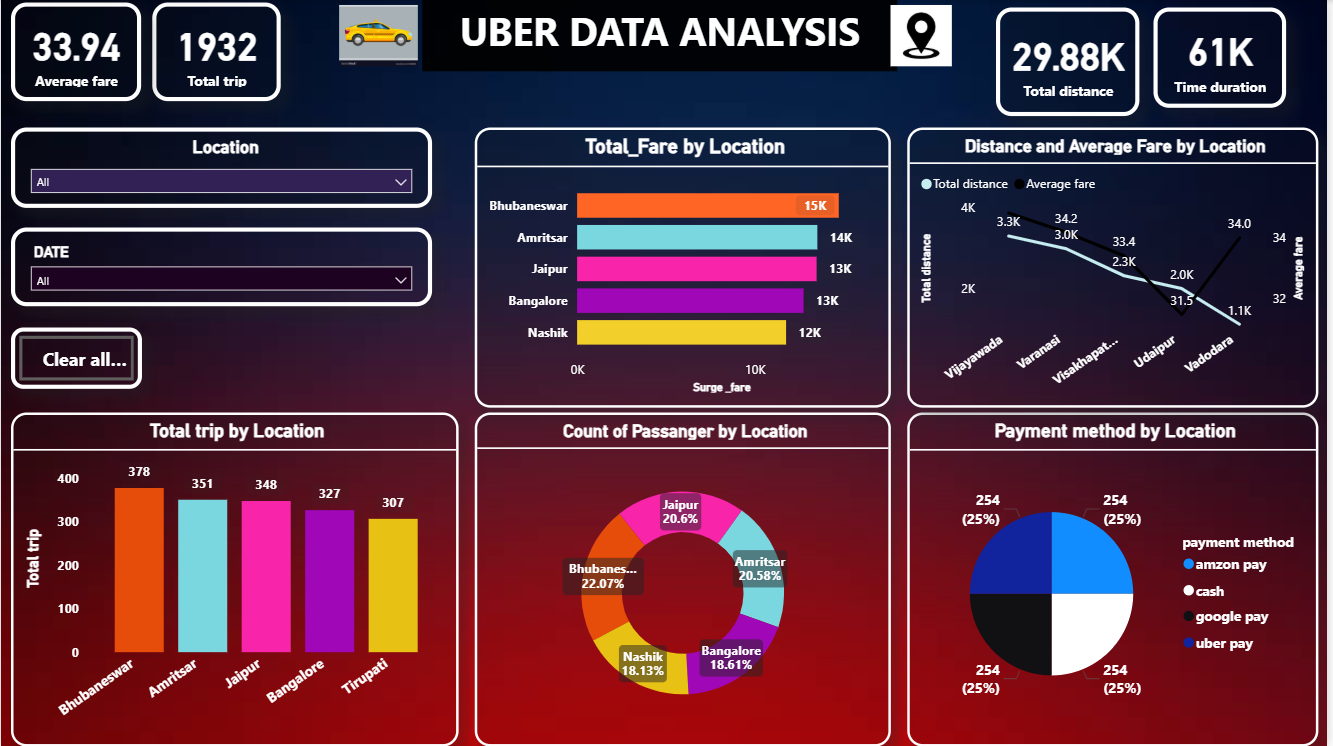 33.94
Average fare
1932
Total trip
UBER DATA ANALYSIS
29.88K
Total distance
61K
Time duration
Location
All
DATE
All
Clear all...
Total_Fare by Location
Bhubaneswar
15K
Amritsar
14K
Jaipur
13K
Bangalore
13K
Nashik
12K
0K
10K
Surge_fare
Distance and Average Fare by Location
Total distance
Average fare
4K
2K
Total distance
3.3K
34.2
3.0K
33.4
2.3K
2.0K
31.5
34.0
1.1K
34
32
Average fare
Vijayawada
Varanasi
Visakhapat...
Udaipur
Vadodara
Total trip by Location
Total trip
400
300
200
100
0
378
351
348
327
307
Bhubaneswar
Amritsar
Jaipur
Bangalore
Tirupati
Count of Passanger by Location
Jaipur
20.6%
Amritsar
20.58%
Bhubanes...
22.07%
Bangalore
18.61%
Nashik
18.13%
Payment method by Location
254
(25%)
254
(25%)
254
(25%)
254
(25%)
payment method
amzon pay
cash
google pay
uber pay